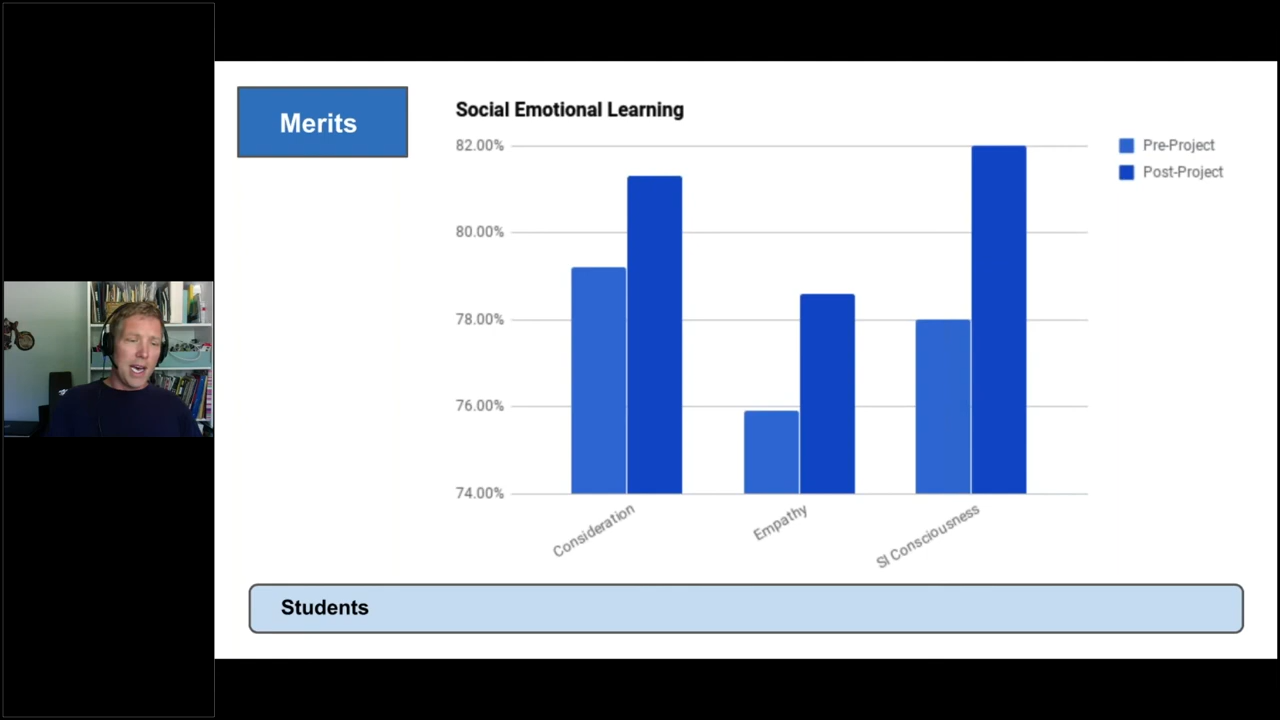 Merits
Social Emotional Learning
82.00%
80.00%
78.00%
76.00%
74.00%
Pre-Project
Post-Project
Consideration
Empathy
SI Consciousness
Students